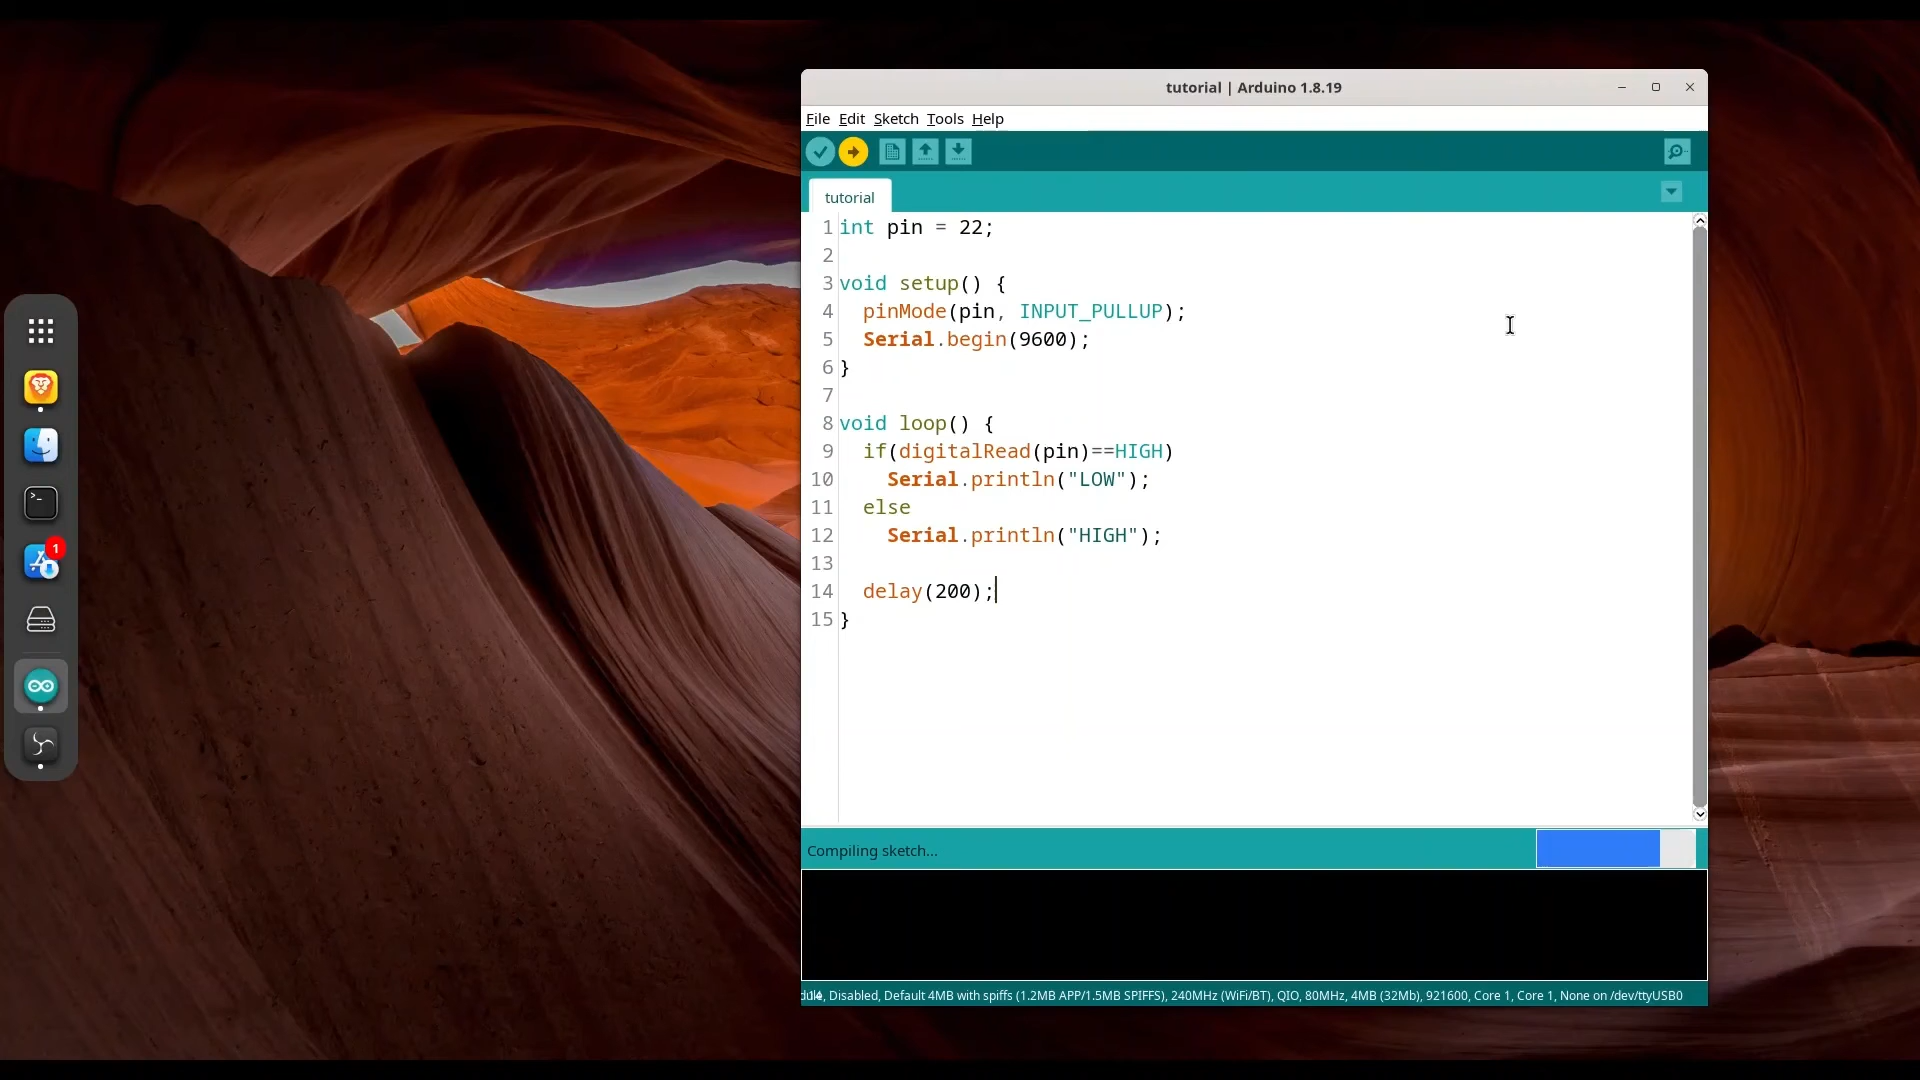 tutorial | Arduino 1.8.19
File Edit Sketch Tools Help
tutorial
1 int pin = 22;
2
3 void setup() {
4 pinMode(pin, INPUT_PULLUP);
5 Serial.begin(9600);
6 }
7
8 void loop() {
9 if(digitalRead(pin)==HIGH)
10 Serial.println("LOW");
11 else
12 Serial.println("HIGH");
13
14 delay(200);
15 }
1
>_
Compiling sketch...
Disabled, Default 4MB with spiffs (1.2MB APP/1.5MB SPIFFS), 240MHz (WiFi/BT), QIO, 80MHz, 4MB (32Mb), 921600, Core 1, Core 1, None on /dev/ttyUSB0